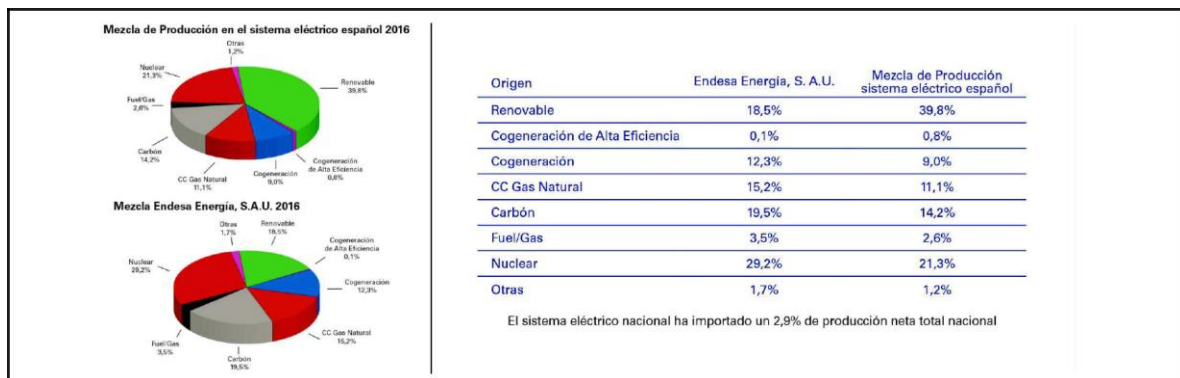 Mezcla de Producción en el sistema eléctrico español 2016
Otras
1,2%
Nuclear
21,3%
Renovable
39,8%
Fuel/Gas
2,6%
Carbón
14,2%
CC Gas Natural
11,1%
Cogeneración
9,0%
Cogeneración
de Alta Eficiencia
0,8%
Mezcla Endesa Energía, S.A.U. 2016
Otras
1,7%
Renovable
18,5%
Cogeneración
de Alta Eficiencia
0,1%
Nuclear
29,2%
Cogeneración
12,3%
CC Gas Natural
15,2%
Fuel/Gas
3,5%
Carbón
19,5%
Origen Endesa Energía, S. A.U. Mezcla de Producción
sistema eléctrico español
Renovable 18,5% 39,8%
Cogeneración de Alta Eficiencia 0,1% 0,8%
Cogeneración 12,3% 9,0%
CC Gas Natural 15,2% 11,1%
Carbón 19,5% 14,2%
Fuel/Gas 3,5% 2,6%
Nuclear 29,2% 21,3%
Otras 1,7% 1,2%
El sistema eléctrico nacional ha importado un 2,9% de producción neta total nacional